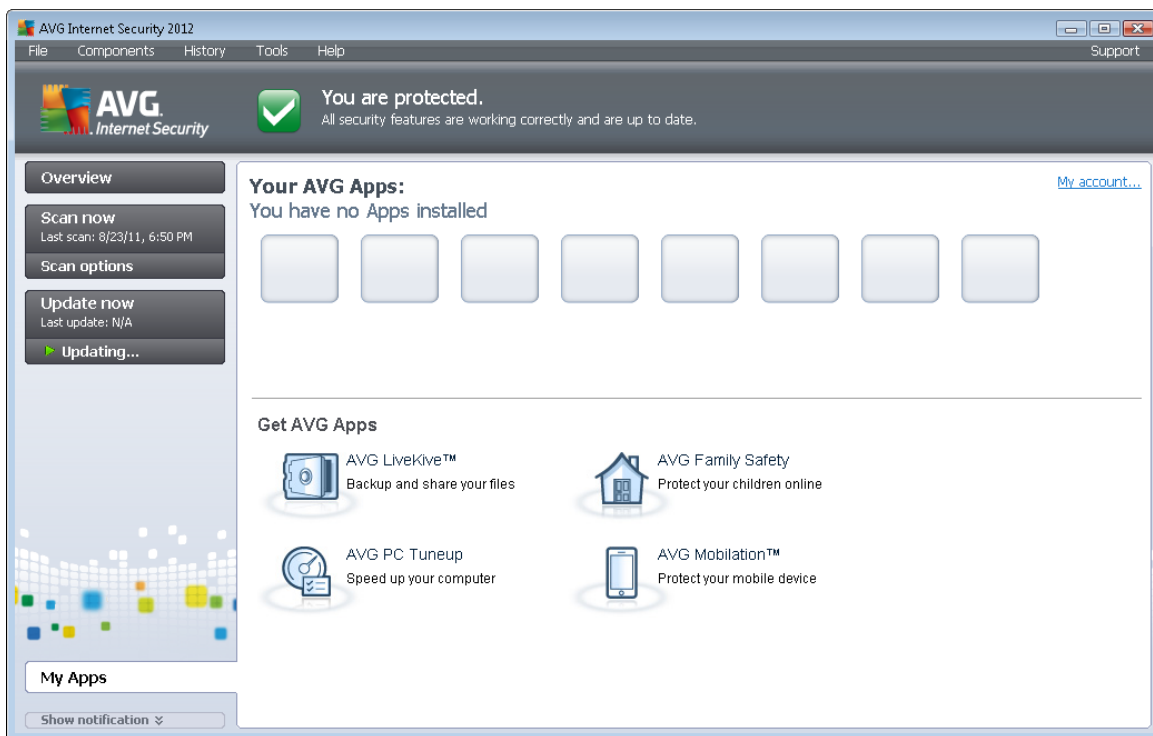 AVG Internet Security 2012
File Components History Tools Help Support
AVG.
Internet Security
You are protected.
All security features are working correctly and are up to date.
Overview
Scan now
Last scan: 8/23/11, 6:50 PM
Scan options
Update now
Last update: N/A
Updating...
My Apps
Show notification
Your AVG Apps:
My account...
You have no Apps installed
Get AVG Apps
AVG LiveKive™
Backup and share your files
AVG Family Safety
Protect your children online
AVG PC Tuneup
Speed up your computer
AVG Mobilation™
Protect your mobile device